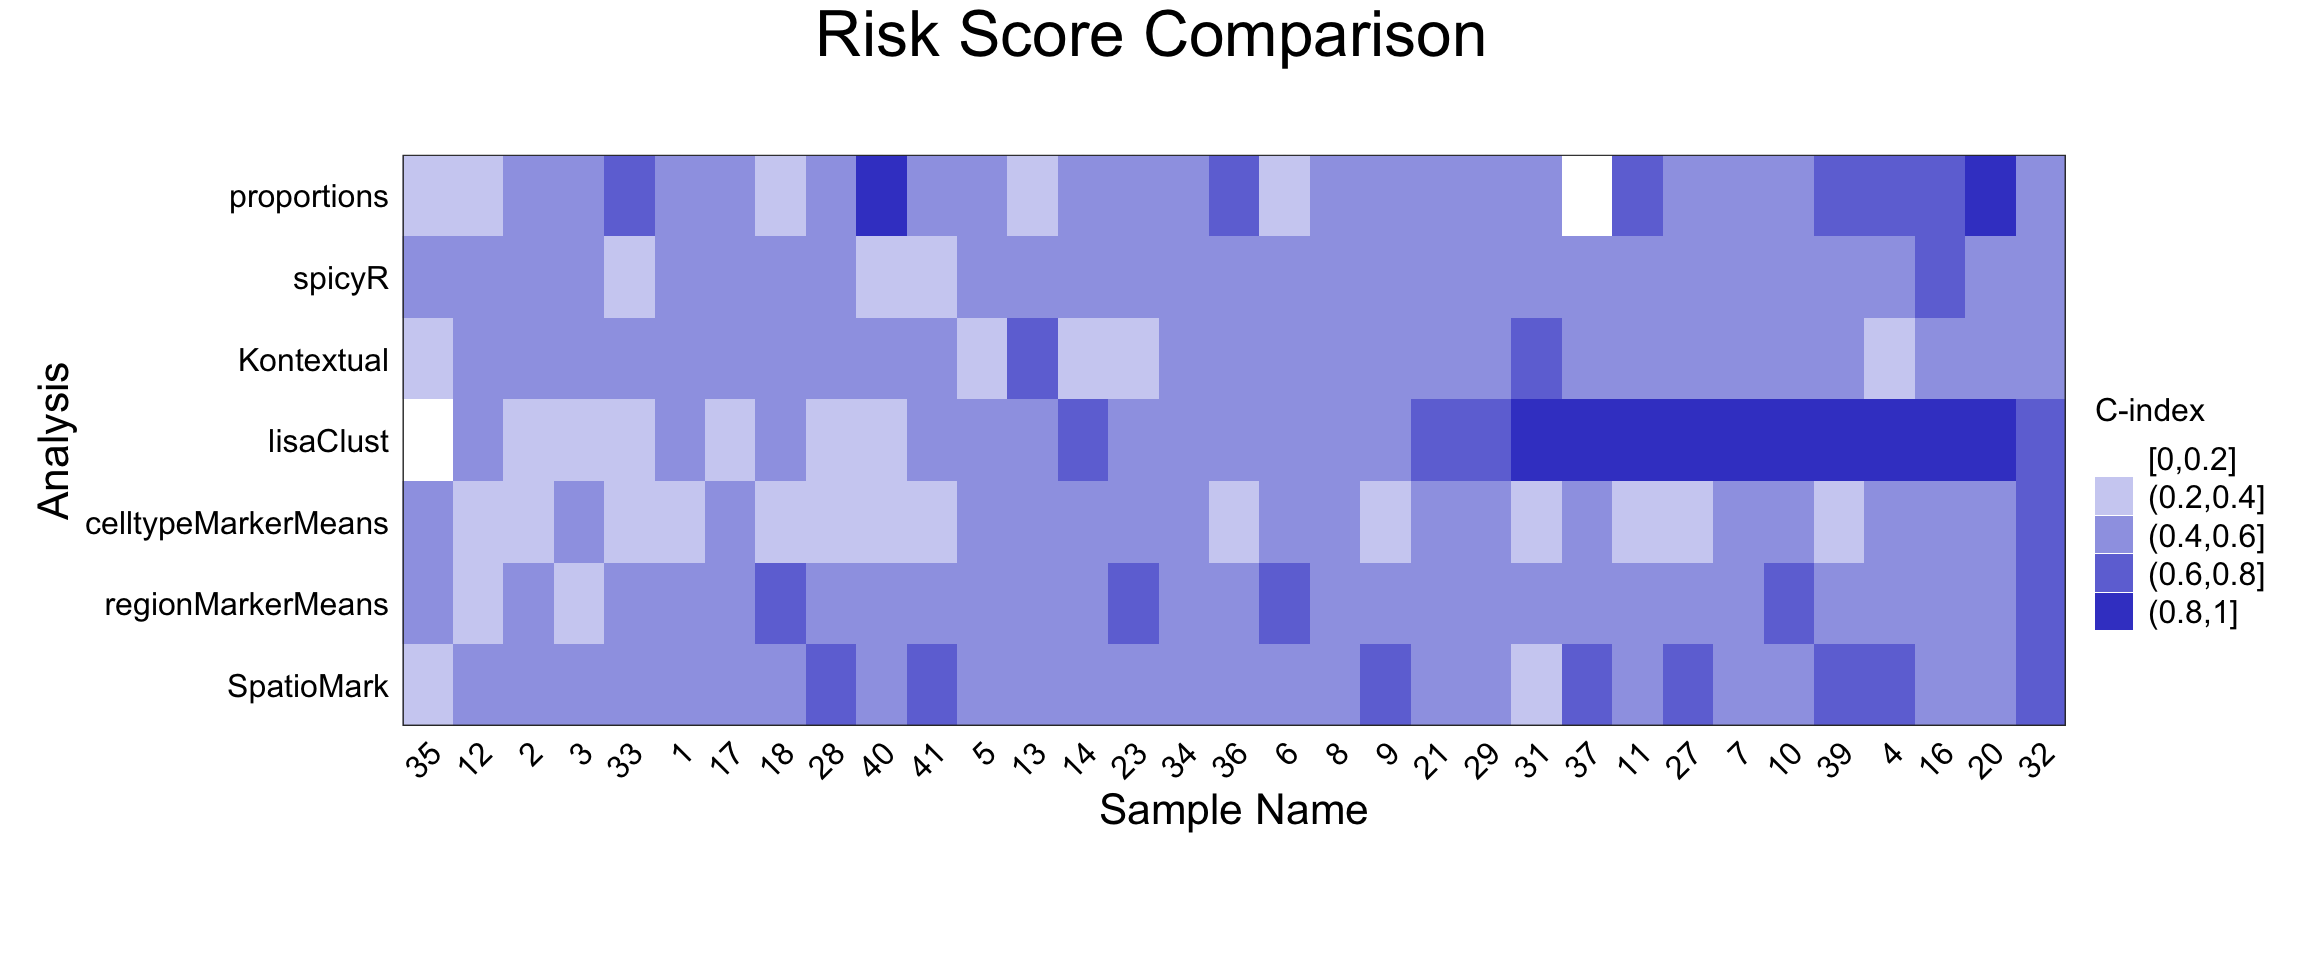 Risk Score Comparison
Analysis
proportions
spicyR
Kontextual
lisaClust
celltypeMarkerMeans
regionMarkerMeans
SpatioMark
35 12 2 3 33 1 17 18 28 40 41 5 13 14 23 34 36 6 8 9 21 29 31 37 11 27 7 10 39 4 16 20 32
Sample Name
C-index
[0,0.2]
(0.2,0.4]
(0.4,0.6]
(0.6,0.8]
(0.8,1]